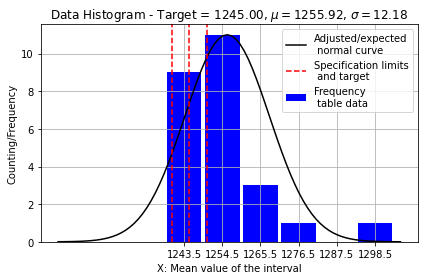 Data Histogram - Target = 1245.00, μ = 1255.92, σ = 12.18
Adjusted/expected
normal curve
Specification limits
and target
Frequency
table data
Counting/Frequency
10
8
6
4
2
0
1243.5 1254.5 1265.5 1276.5 1287.5 1298.5
X: Mean value of the interval